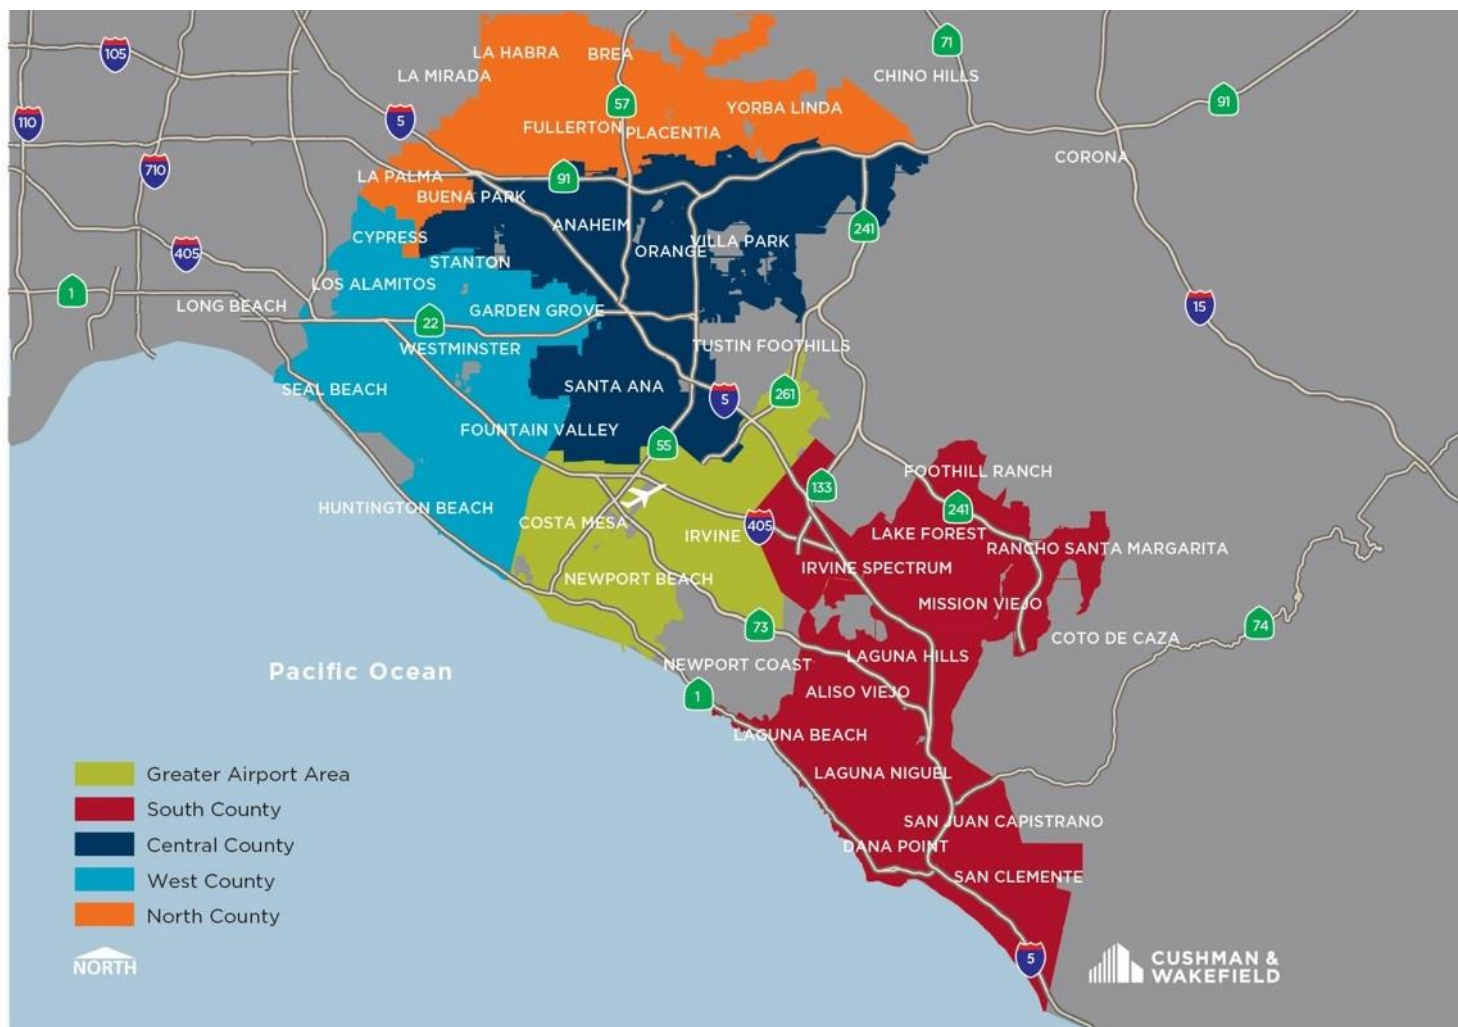 LA HABRA
BREA
LA MIRADA
71
105
CHINO HILLS
57
91
YORBA LINDA
110
5
FULLERTON
PLACENTIA
CORONA
710
LA PALMA
91
BUENA PARK
ANAHEIM
241
CYPRESS
ORANGE
VILLA PARK
405
STANTON
LOS ALAMITOS
1
LONG BEACH
GARDEN GROVE
15
22
WESTMINSTER
TUSTIN FOOTHILLS
SEAL BEACH
SANTA ANA
5
261
FOUNTAIN VALLEY
55
FOOTHILL RANCH
133
HUNTINGTON BEACH
241
COSTA MESA
405
IRVINE
LAKE FOREST
RANCHO SANTA MARGARITA
IRVINE SPECTRUM
NEWPORT BEACH
MISSION VIEJO
73
74
COTO DE CAZA
LAGUNA HILLS
NEWPORT COAST
Pacific Ocean
1
ALISO VIEJO
LAGUNA BEACH
LAGUNA NIGUEL
SAN JUAN CAPISTRANO
DANA POINT
SAN CLEMENTE
5
Greater Airport Area
South County
Central County
West County
North County
NORTH
CUSHMAN &
WAKEFIELD